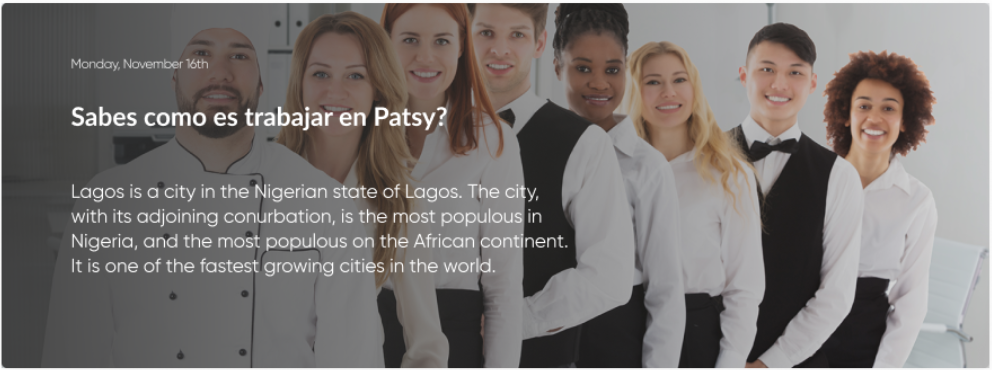 Monday, November 16th
Sabes como es trabajar en Patsy?
Lagos is a city in the Nigerian state of Lagos. The city,
with its adjoining conurbation, is the most populous in
Nigeria, and the most populous on the African continent.
It is one of the fastest growing cities in the world.